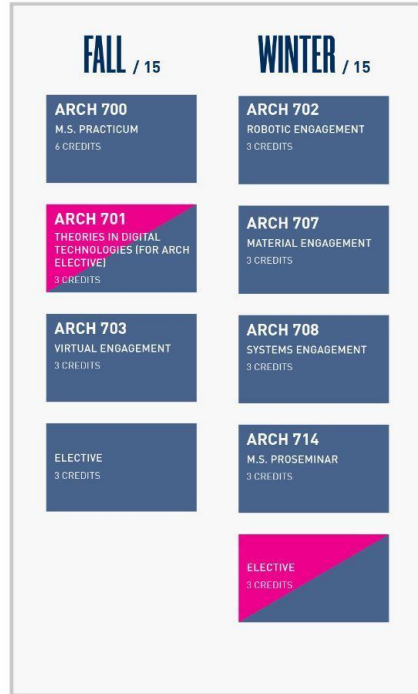 FALL / 15
ARCH 700
M.S. PRACTICUM
6 CREDITS
ARCH 701
THEORIES IN DIGITAL
TECHNOLOGIES (FOR ARCH
ELECTIVE)
3 CREDITS
ARCH 703
VIRTUAL ENGAGEMENT
3 CREDITS
ELECTIVE
3 CREDITS
WINTER / 15
ARCH 702
ROBOTIC ENGAGEMENT
3 CREDITS
ARCH 707
MATERIAL ENGAGEMENT
3 CREDITS
ARCH 708
SYSTEMS ENGAGEMENT
3 CREDITS
ARCH 714
M.S. PROSEMINAR
3 CREDITS
ELECTIVE
3 CREDITS